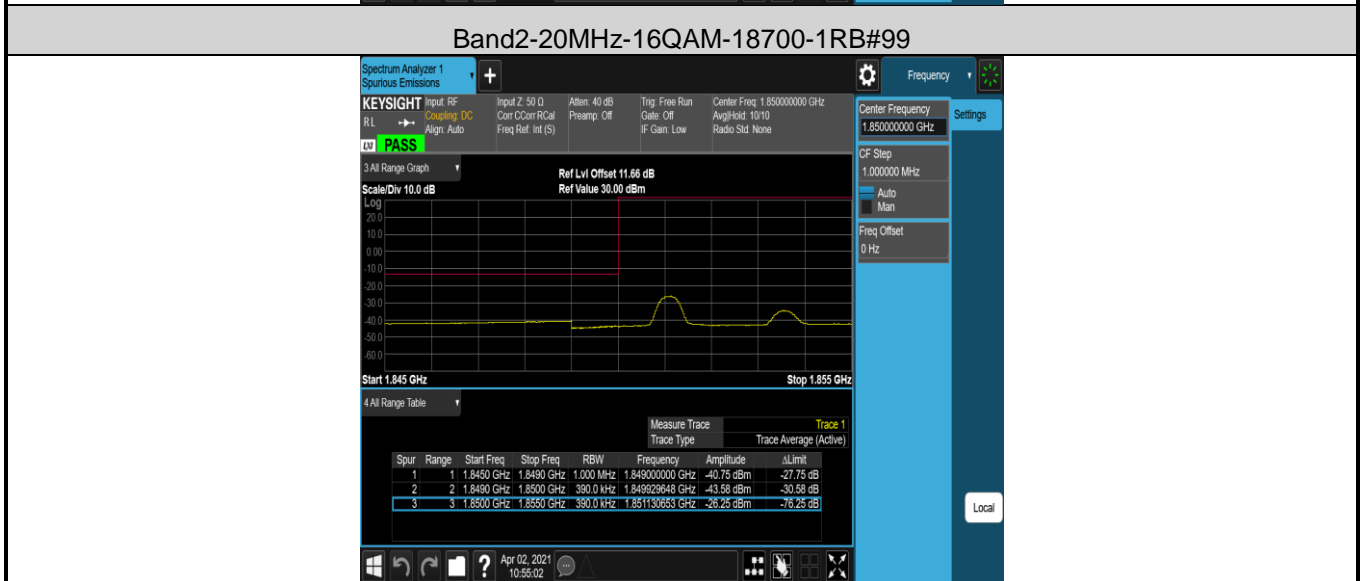 Band2-20MHz-16QAM-18700-1RB#99
Spectrum Analyzer 1
Spurious Emissions
+
Frequency
KEYSIGHT Input: RF Input Z: 50 Ω Atten: 40 dB Trig: Free Run Center Freq: 1.850000000 GHz
RL Coupling: DC Corr CCorr RCal Preamp: Off Gate: Off Avg|Hold: 10/10
Align: Auto Freq Ref: Int (S) IF Gain: Low Radio Std: None
LXI PASS
Center Frequency
1.850000000 GHz
Settings
CF Step
1.000000 MHz
Auto
Man
Freq Offset
0 Hz
3 All Range Graph
Ref Lvl Offset 11.66 dB
Scale/Div 10.0 dB Ref Value 30.00 dBm
Log
20.0
10.0
0.00
-10.0
-20.0
-30.0
-40.0
-50.0
-60.0
Start 1.845 GHz Stop 1.855 GHz
4 All Range Table
Measure Trace Trace 1
Trace Type Trace Average (Active)
Spur Range Start Freq Stop Freq RBW Frequency Amplitude ΔLimit
1 1 1.8450 GHz 1.8490 GHz 1.000 MHz 1.849000000 GHz -40.75 dBm -27.75 dB
2 2 1.8490 GHz 1.8500 GHz 390.0 kHz 1.849929648 GHz -43.58 dBm -30.58 dB
3 3 1.8500 GHz 1.8550 GHz 390.0 kHz 1.851130653 GHz -26.25 dBm -76.25 dB
Local
? Apr 02, 2021
10:55:02